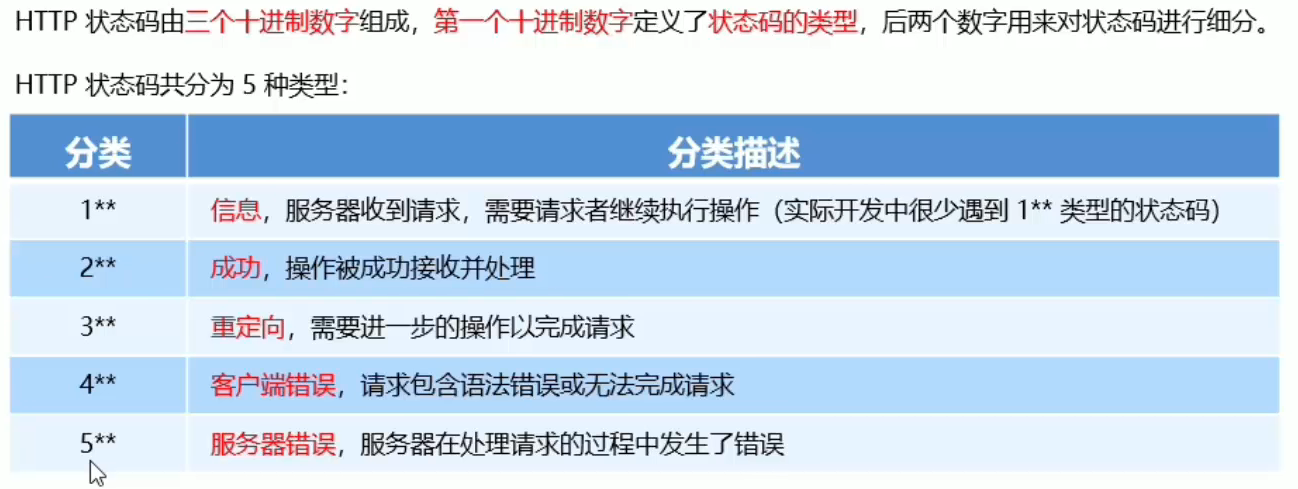 HTTP 状态码由三个十进制数字组成，第一个十进制数字定义了状态码的类型，后两个数字用来对状态码进行细分。
HTTP 状态码共分为 5 种类型：
分类 分类描述
1** 信息，服务器收到请求，需要请求者继续执行操作（实际开发中很少遇到 1** 类型的状态码）
2** 成功，操作被成功接收并处理
3** 重定向，需要进一步的操作以完成请求
4** 客户端错误，请求包含语法错误或无法完成请求
5** 服务器错误，服务器在处理请求的过程中发生了错误